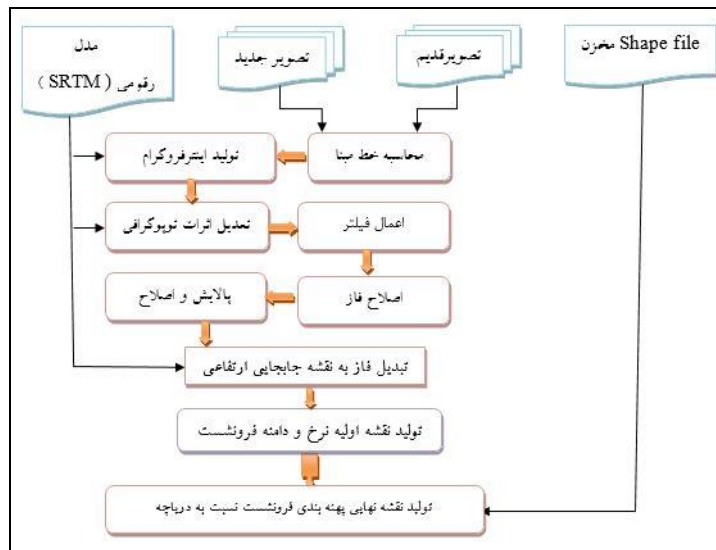 مدل
رقومی ( SRTM )
تصویر جدید
تصویرقدیم
Shape file مخزن
محاسبه خط مبنا
تولید اینترفروگرام
تعدیل اثرات توپوگرافی
اعمال فیلتر
اصلاح فاز
پالایش و اصلاح
تبدیل فاز به نقشه جابجایی ارتفاعی
تولید نقشه اولیه نرخ و دامنه فرونشست
تولید نقشه نهایی پهنه بندی فرونشست نسبت به دریاچه